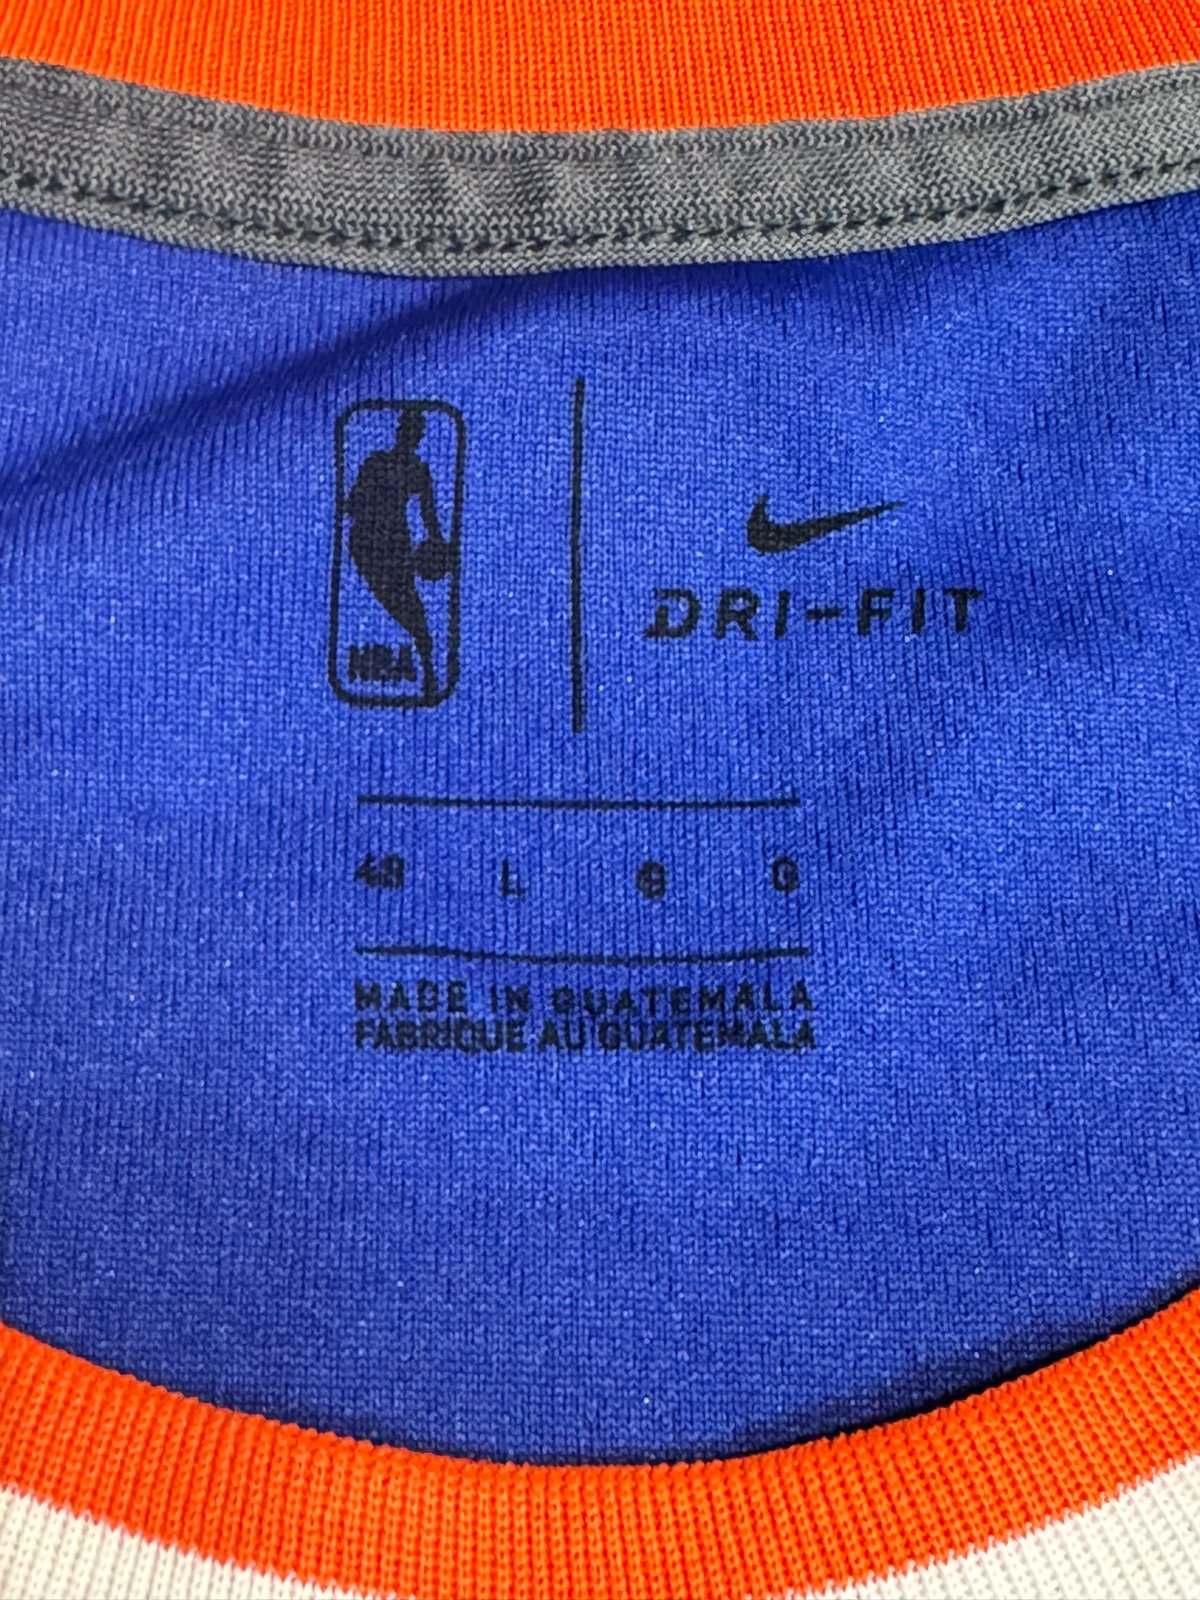 NBA
DRI-FIT
48 L G G
MADE IN GUATEMALA
FABRIQUE AU GUATEMALA